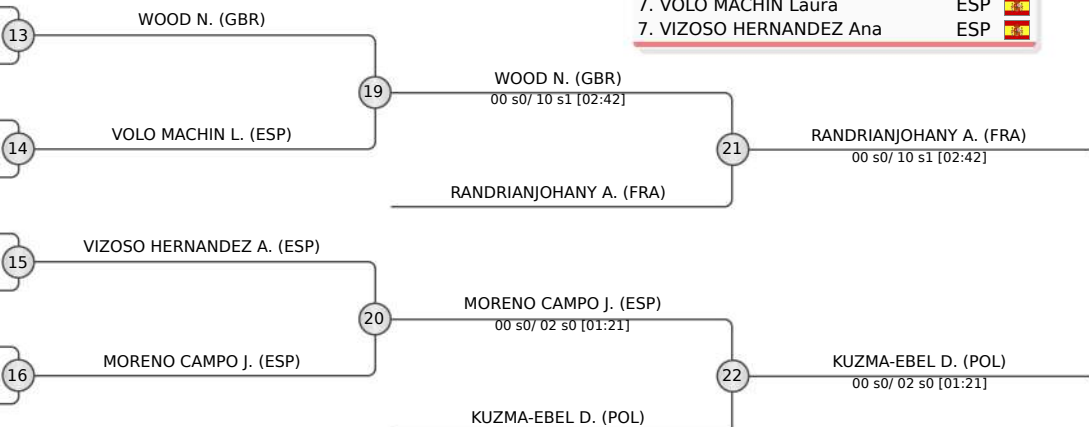 7. VOLO MACHIN Laura ESP
7. VIZOSO HERNANDEZ Ana ESP
WOOD N. (GBR)
13
19
WOOD N. (GBR)
00 s0/ 10 s1 [02:42]
VOLO MACHIN L. (ESP)
14
21
RANDRIANJOHANY A. (FRA)
00 s0/ 10 s1 [02:42]
RANDRIANJOHANY A. (FRA)
VIZOSO HERNANDEZ A. (ESP)
15
20
MORENO CAMPO J. (ESP)
00 s0/ 02 s0 [01:21]
MORENO CAMPO J. (ESP)
16
22
KUZMA-EBEL D. (POL)
00 s0/ 02 s0 [01:21]
KUZMA-EBEL D. (POL)